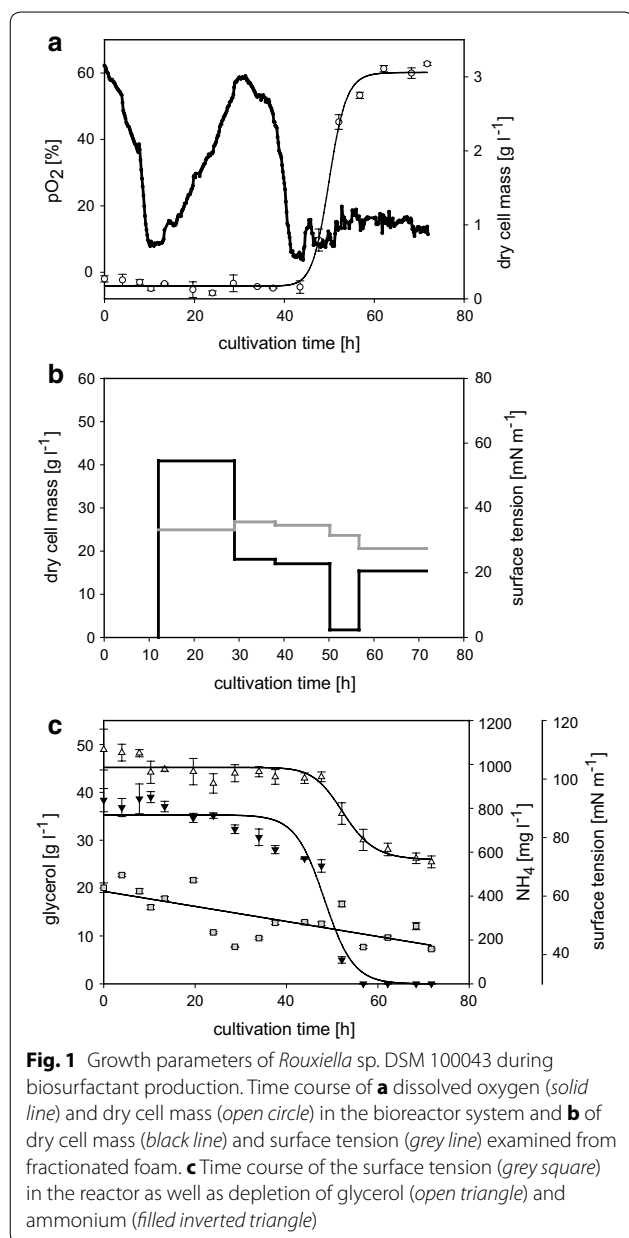 a
60
40
20
0
pO2 [%]
3
2
1
0
dry cell mass [g l-1]
0 20 40 60 80
cultivation time [h]
b
60
50
40
30
20
10
0
dry cell mass [g l-1]
80
60
40
20
0
surface tension [mN m-1]
0 10 20 30 40 50 60 70 80
cultivation time [h]
c
50
40
30
20
10
0
glycerol [g l-1]
1200
1000
800
600
400
200
0
NH4 [mg l-1]
120
100
80
60
40
surface tension [mN m-1]
0 20 40 60 80
cultivation time [h]
Fig. 1 Growth parameters of Rouxiella sp. DSM 100043 during
biosurfactant production. Time course of a dissolved oxygen (solid
line) and dry cell mass (open circle) in the bioreactor system and b of
dry cell mass (black line) and surface tension (grey line) examined from
fractionated foam. c Time course of the surface tension (grey square)
in the reactor as well as depletion of glycerol (open triangle) and
ammonium (filled inverted triangle)